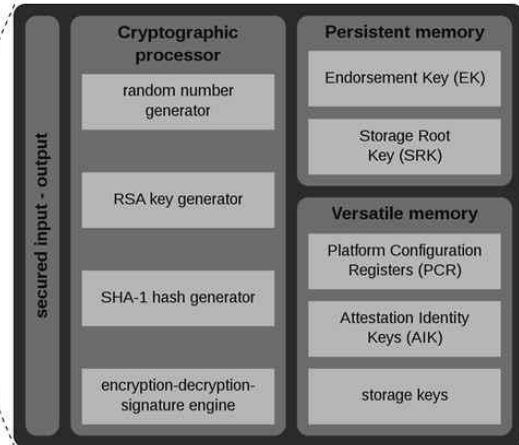 secured input - output
Cryptographic
processor
random number
generator
RSA key generator
SHA-1 hash generator
encryption-decryption-
signature engine
Persistent memory
Endorsement Key (EK)
Storage Root
Key (SRK)
Versatile memory
Platform Configuration
Registers (PCR)
Attestation Identity
Keys (AIK)
storage keys